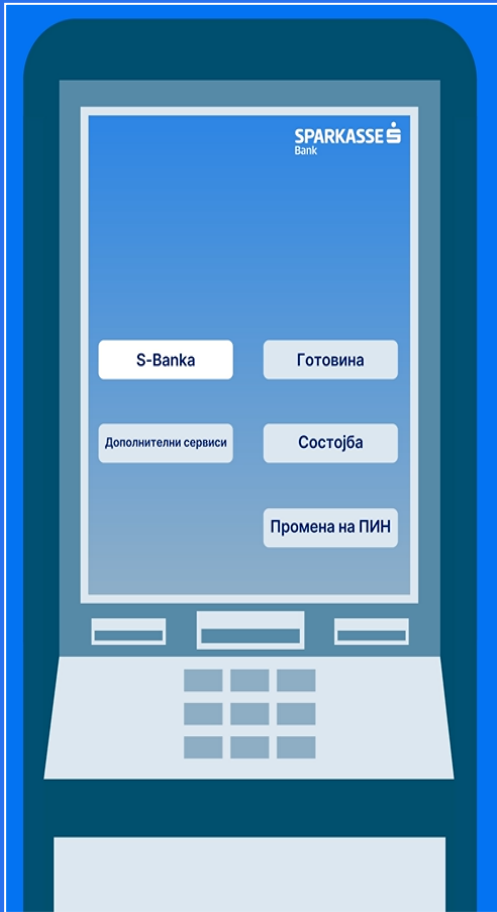 SPARKASSE
Bank
S-Banka
Готовина
Дополнителни сервиси
Состојба
Промена на ПИН